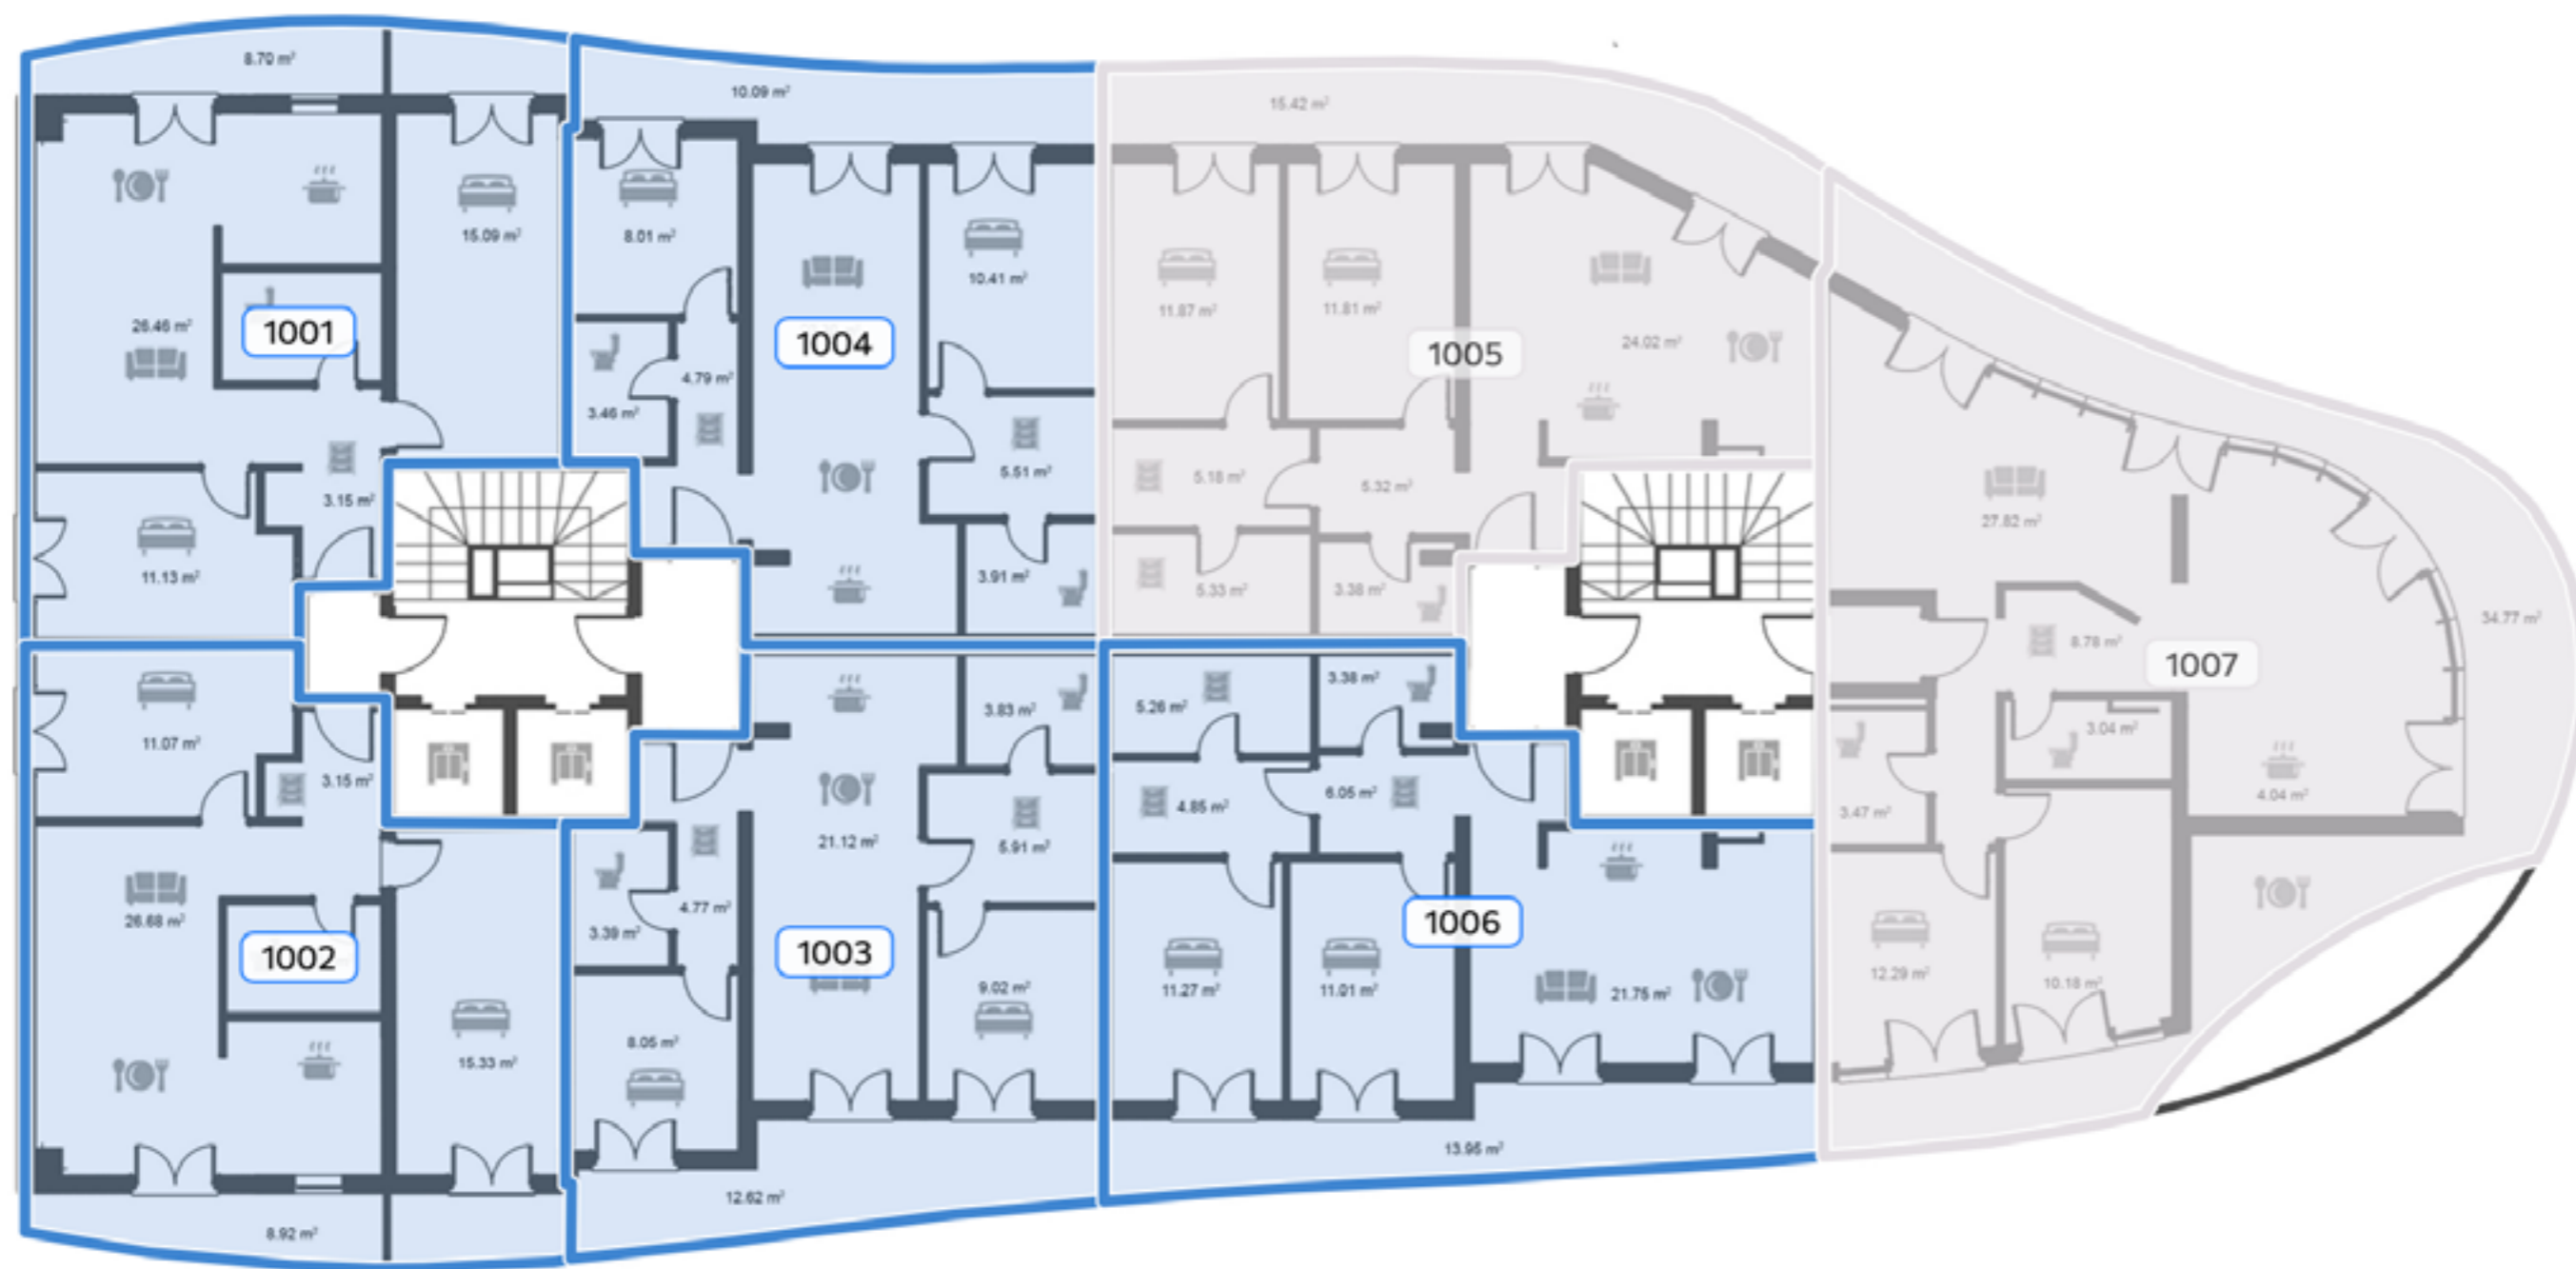 8.70 m²
15.09 m²
26.46 m²
1001
3.15 m²
11.13 m²
10.09 m²
8.01 m²
10.41 m²
1004
4.79 m²
3.46 m²
5.51 m²
3.91 m²
15.42 m²
11.87 m²
11.81 m²
24.02 m²
1005
5.18 m²
5.32 m²
5.33 m²
3.38 m²
27.82 m²
34.77 m²
8.78 m²
1007
3.04 m²
4.04 m²
3.47 m²
12.29 m²
10.18 m²
11.07 m²
3.15 m²
26.68 m²
1002
15.33 m²
8.92 m²
3.83 m²
21.12 m²
5.91 m²
4.77 m²
3.39 m²
1003
9.02 m²
8.05 m²
12.62 m²
5.26 m²
3.38 m²
4.85 m²
6.05 m²
1006
11.27 m²
11.01 m²
21.75 m²
13.95 m²